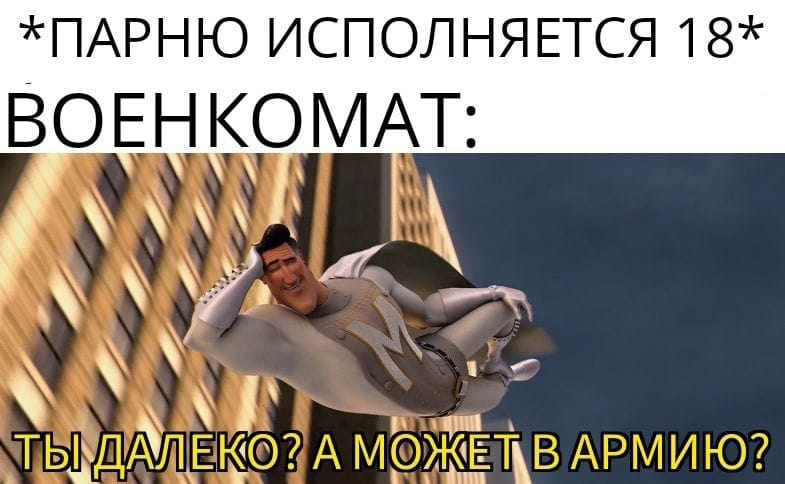 *ПАРНЮ ИСПОЛНЯЕТСЯ 18*
ВОЕНКОМАТ:
M
ТЫ ДАЛЕКО? А МОЖЕТ В АРМИЮ?